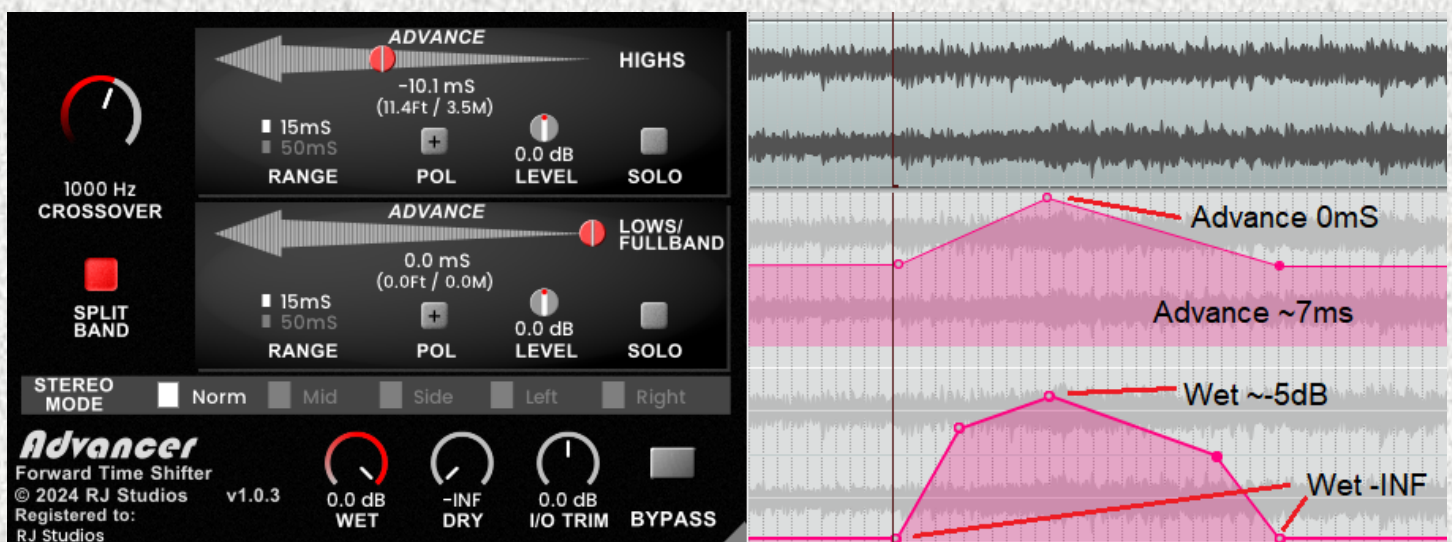 ADVANCE
HIGHS
-10.1 mS
(11.4Ft / 3.5M)
15mS
50mS
0.0 dB
RANGE POL LEVEL SOLO
1000 Hz
CROSSOVER
ADVANCE
LOWS/
FULLBAND
0.0 mS
(0.0Ft / 0.0M)
15mS
50mS
0.0 dB
RANGE POL LEVEL SOLO
SPLIT
BAND
STEREO
MODE
Norm Mid Side Left Right
Advancer
Forward Time Shifter
© 2024 RJ Studios v1.0.3
Registered to:
RJ Studios
0.0 dB
WET
-INF
DRY
0.0 dB
I/O TRIM
BYPASS
Advance 0mS
Advance ~7ms
Wet ~-5dB
Wet -INF